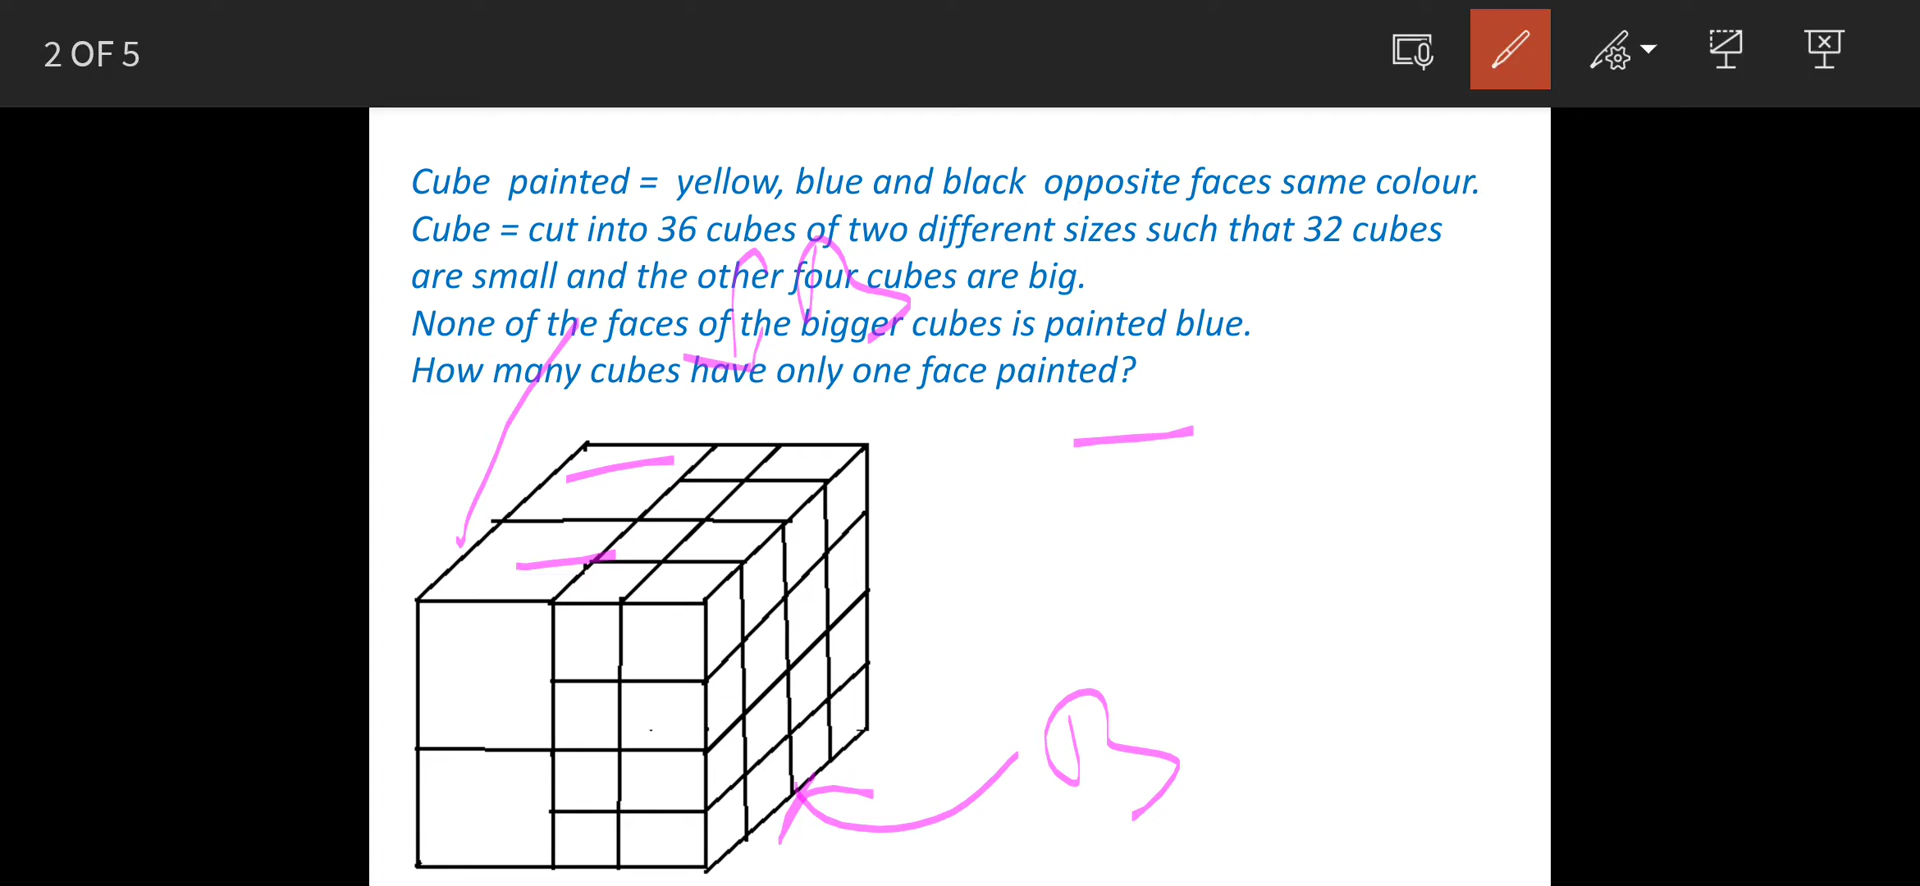 2 OF 5
Cube painted = yellow, blue and black opposite faces same colour.
Cube = cut into 36 cubes of two different sizes such that 32 cubes
are small and the other four cubes are big.
None of the faces of the bigger cubes is painted blue.
How many cubes have only one face painted?